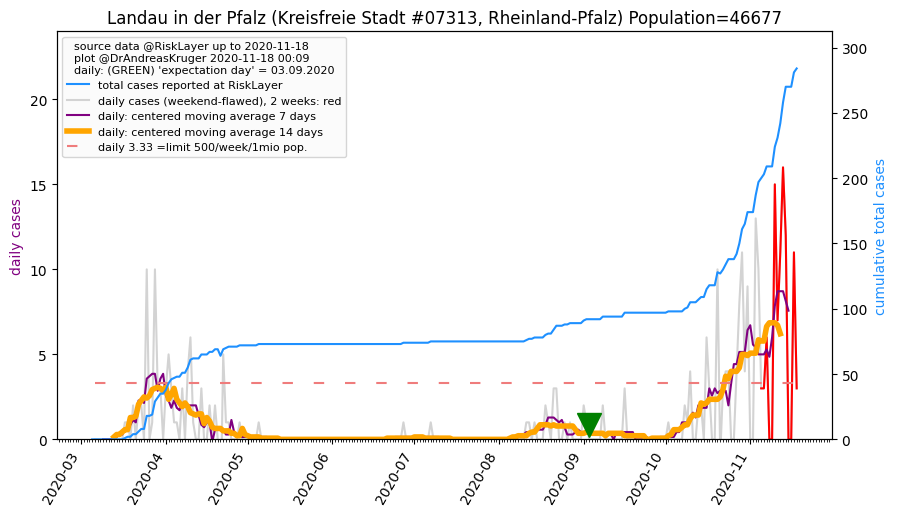 Landau in der Pfalz (Kreisfreie Stadt #07313, Rheinland-Pfalz) Population=46677
source data @RiskLayer up to 2020-11-18
plot @DrAndreasKruger 2020-11-18 00:09
daily: (GREEN) 'expectation day' = 03.09.2020
total cases reported at RiskLayer
daily cases (weekend-flawed), 2 weeks: red
daily: centered moving average 7 days
daily: centered moving average 14 days
daily 3.33 =limit 500/week/1mio pop.
daily cases
20
15
10
5
0
cumulative total cases
300
250
200
150
100
50
0
2020-03
2020-04
2020-05
2020-06
2020-07
2020-08
2020-09
2020-10
2020-11